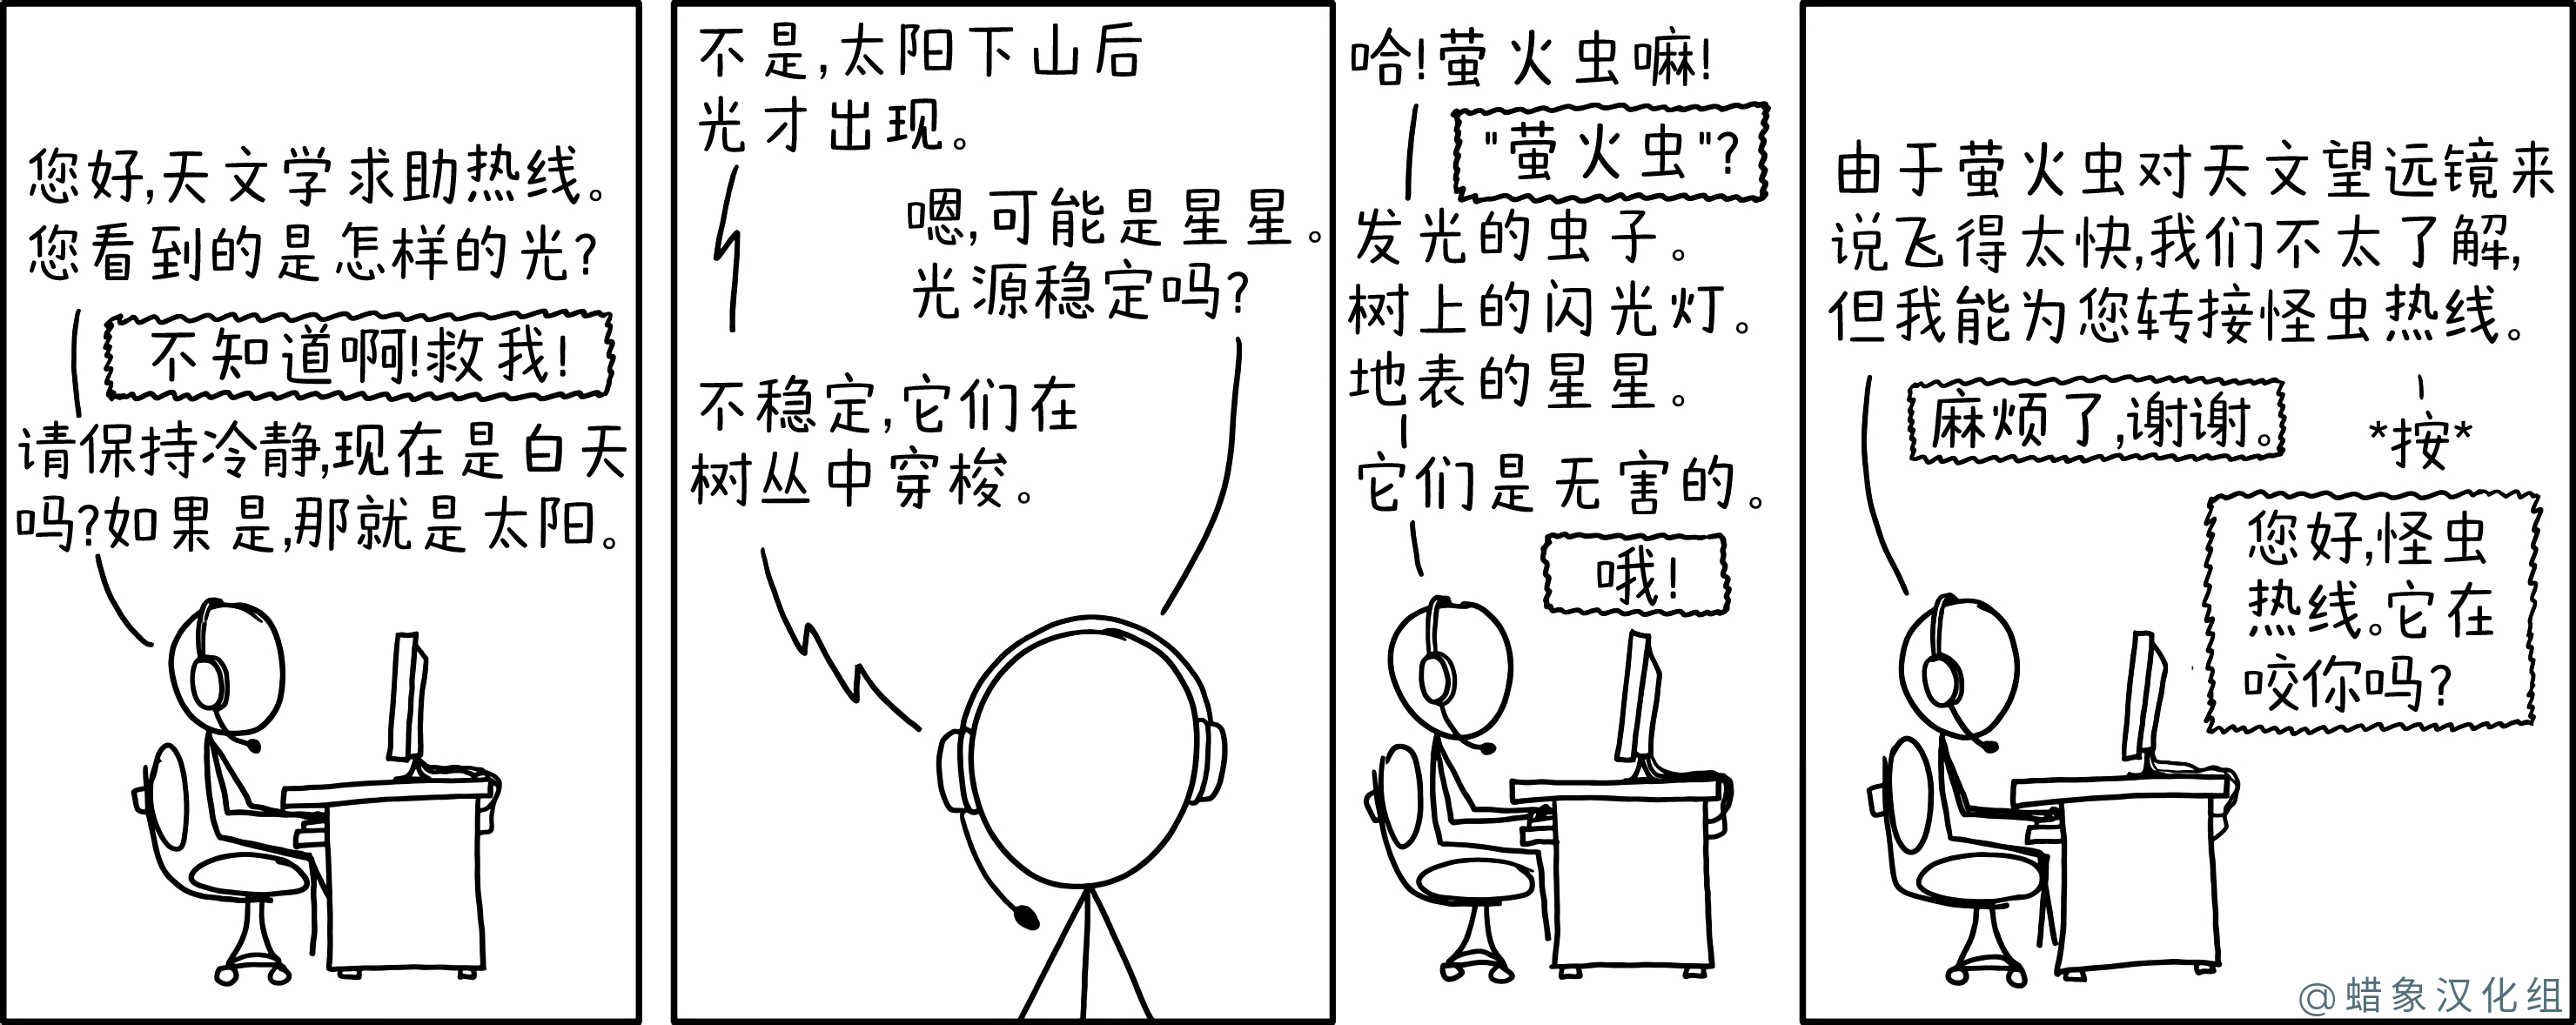 您好,天文学求助热线。
您看到的是怎样的光?
不知道啊!救我!
请保持冷静,现在是白天
吗?如果是,那就是太阳。
不是,太阳下山后
光才出现。
嗯,可能是星星。
光源稳定吗?
不稳定,它们在
树丛中穿梭。
哈!萤火虫嘛!
"萤火虫"?
发光的虫子。
树上的闪光灯。
地表的星星。
它们是无害的。
哦!
由于萤火虫对天文望远镜来
说飞得太快,我们不太了解,
但我能为您转接怪虫热线。
麻烦了,谢谢。
*按*
您好,怪虫
热线。它在
咬你吗?
@蜡象汉化组